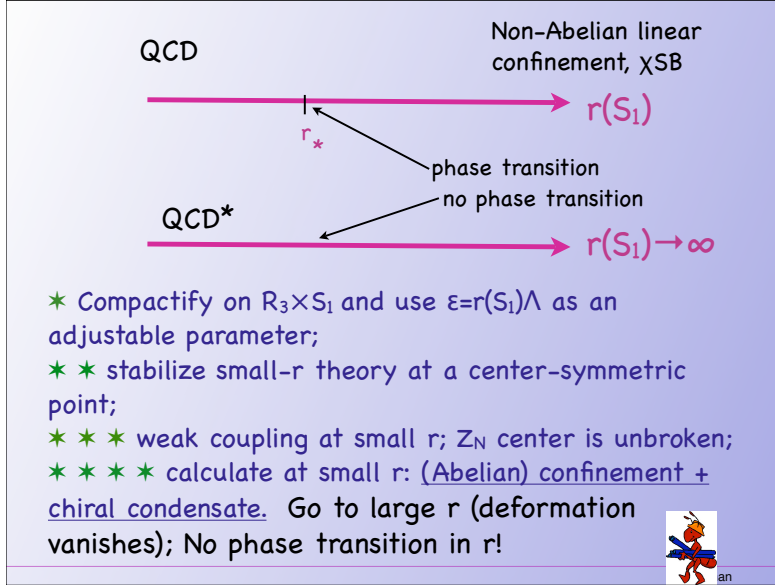 QCD
Non-Abelian linear
confinement, χSB
r(S₁)
r*
phase transition
no phase transition
QCD*
r(S₁)→∞
✶ Compactify on R₃×S₁ and use ε=r(S₁)Λ as an
adjustable parameter;
✶ ✶ stabilize small-r theory at a center-symmetric
point;
✶ ✶ ✶ weak coupling at small r; Z_N center is unbroken;
✶ ✶ ✶ ✶ calculate at small r: (Abelian) confinement +
chiral condensate. Go to large r (deformation
vanishes); No phase transition in r!
an